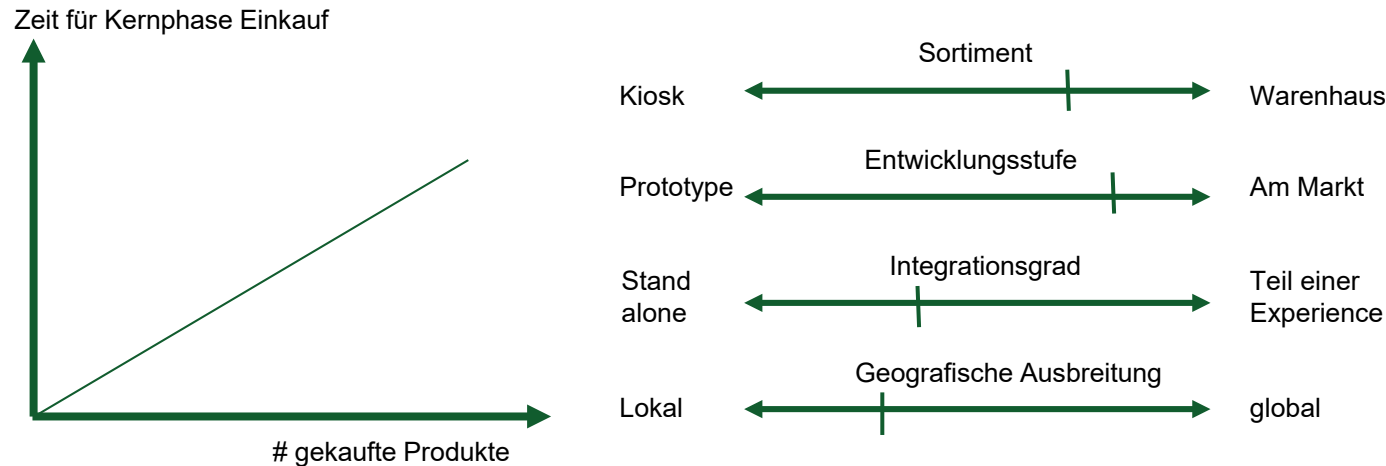 Zeit für Kernphase Einkauf
# gekaufte Produkte
Sortiment
Kiosk
Warenhaus
Entwicklungsstufe
Prototype
Am Markt
Integrationsgrad
Stand
alone
Teil einer
Experience
Geografische Ausbreitung
Lokal
global